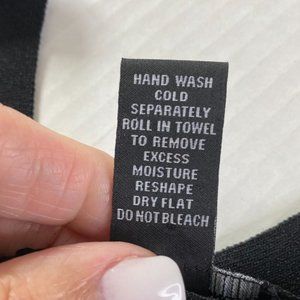 HAND WASH
COLD
SEPARATELY
ROLL IN TOWEL
TO REMOVE
EXCESS
MOISTURE
RESHAPE
DRY FLAT
DO NOT BLEACH